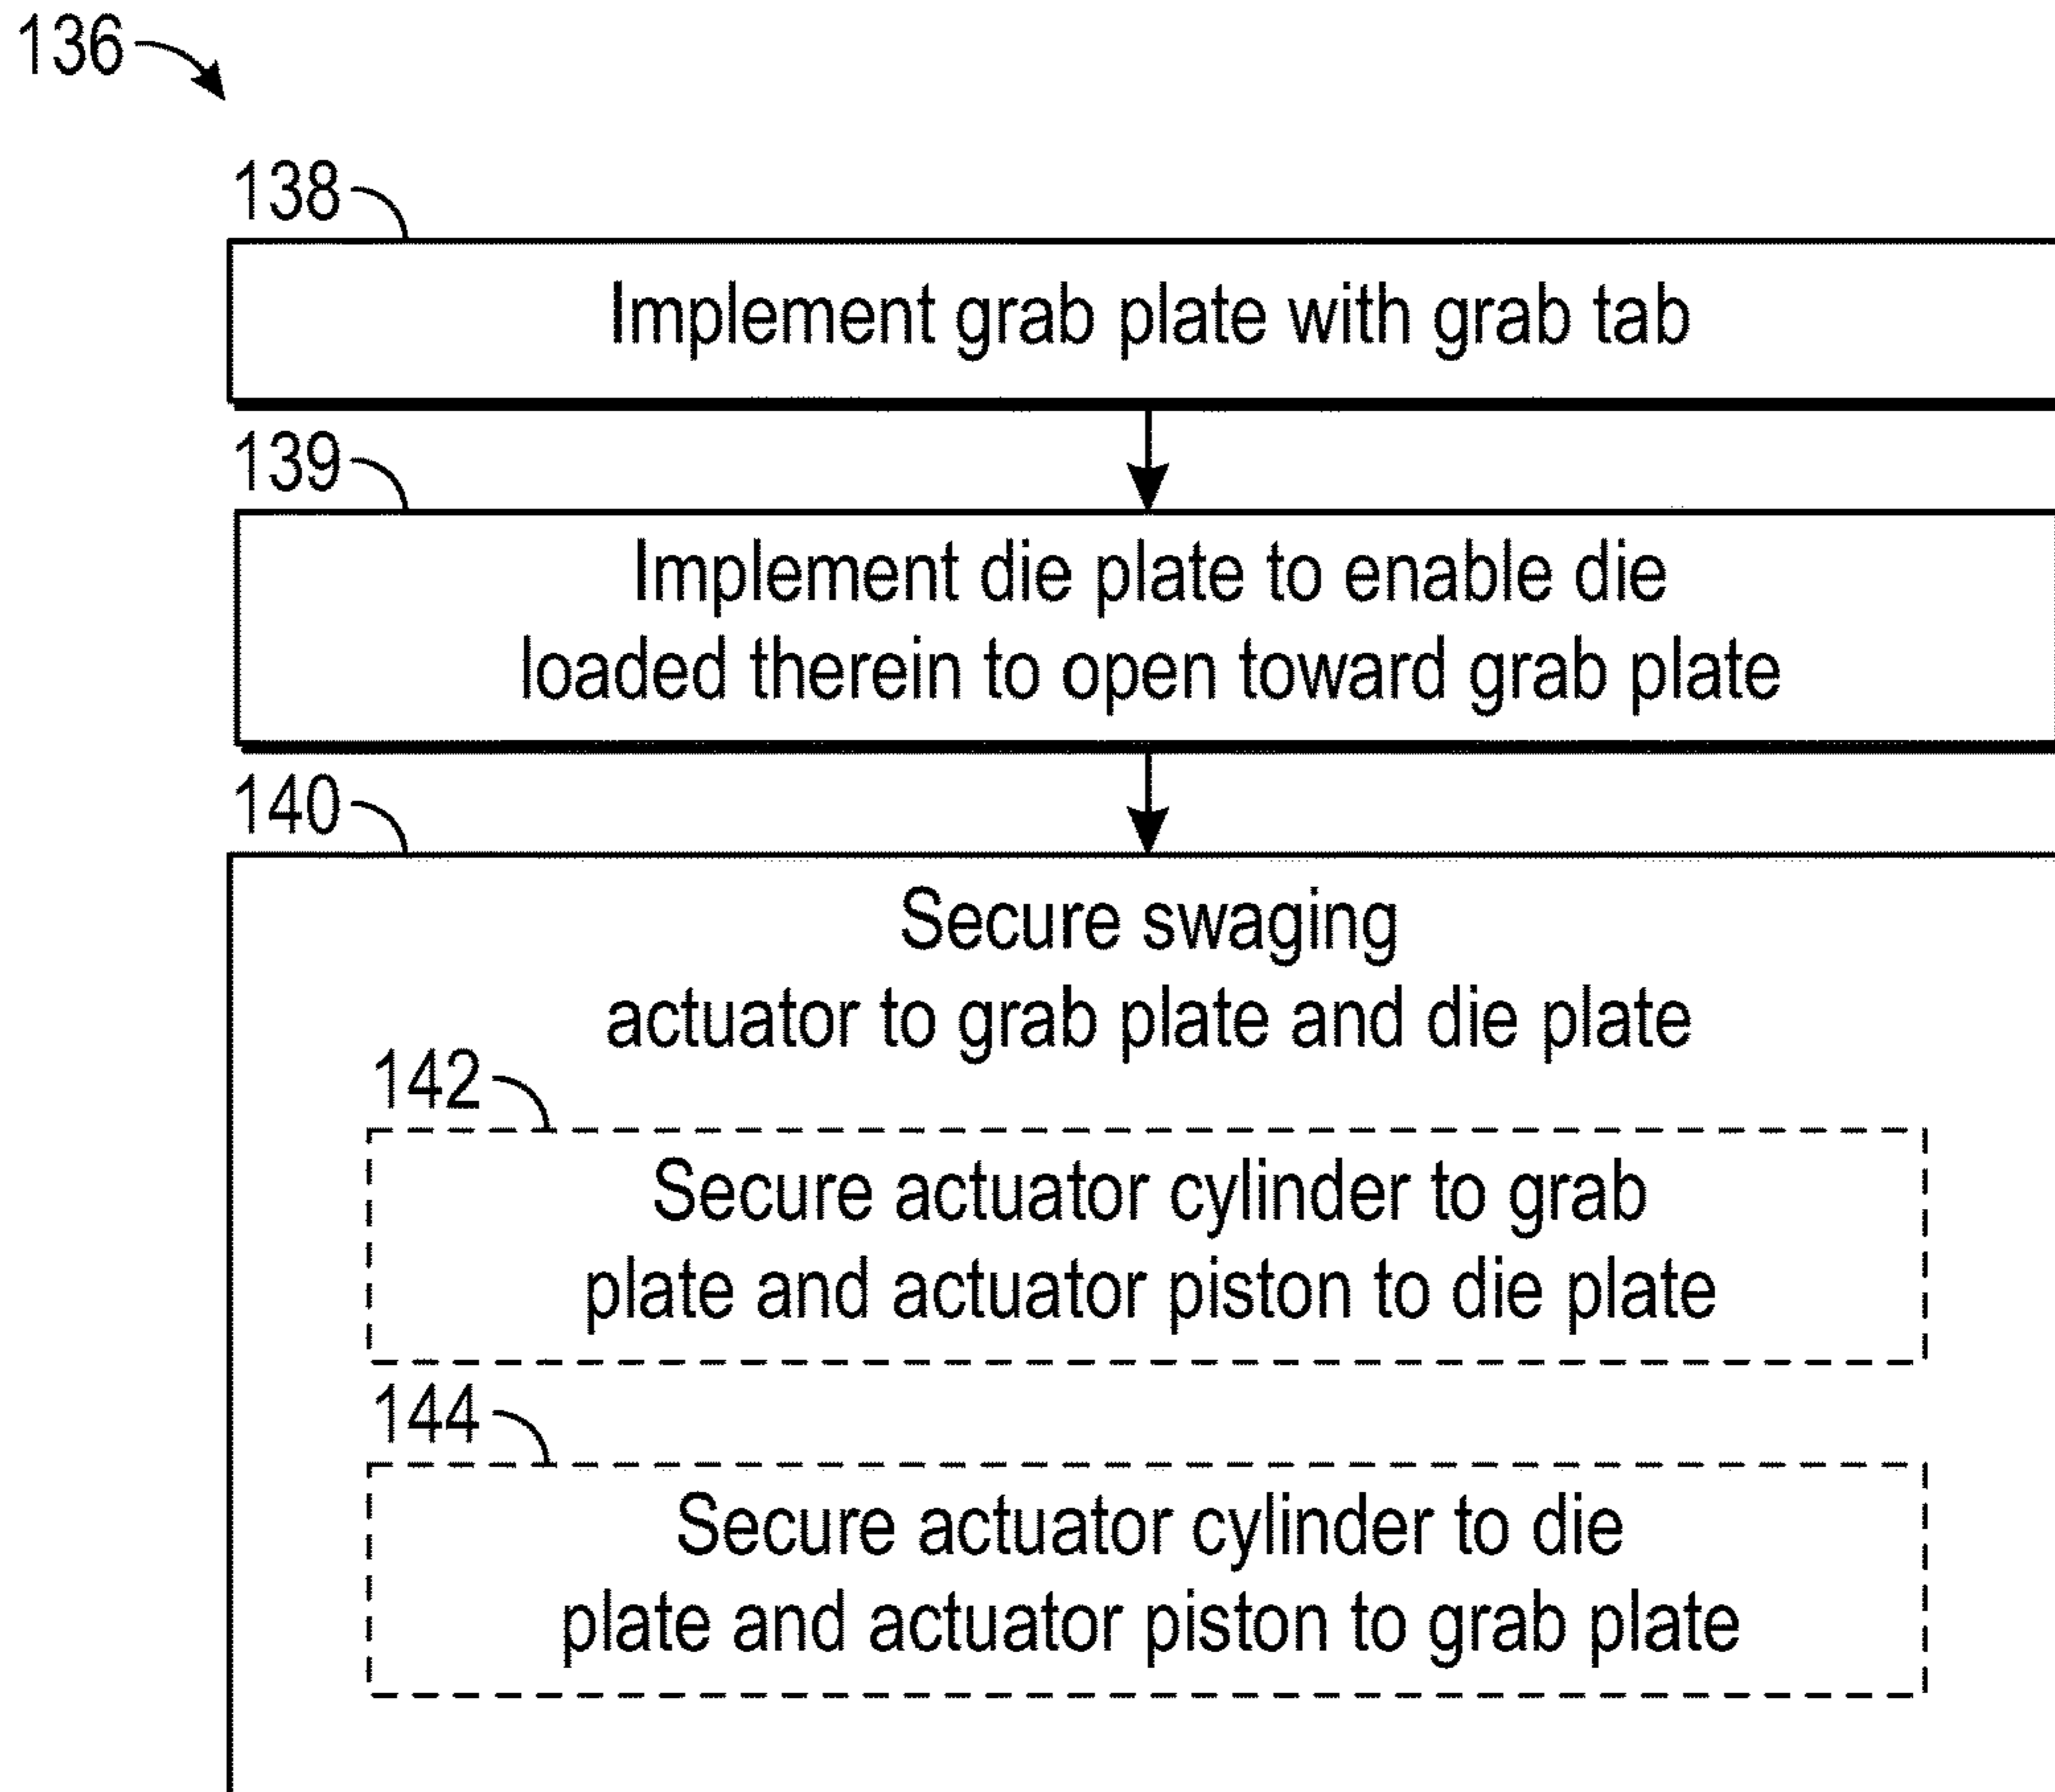 136
138
Implement grab plate with grab tab
139
Implement die plate to enable die
loaded therein to open toward grab plate
140
Secure swaging
actuator to grab plate and die plate
142
Secure actuator cylinder to grab
plate and actuator piston to die plate
144
Secure actuator cylinder to die
plate and actuator piston to grab plate